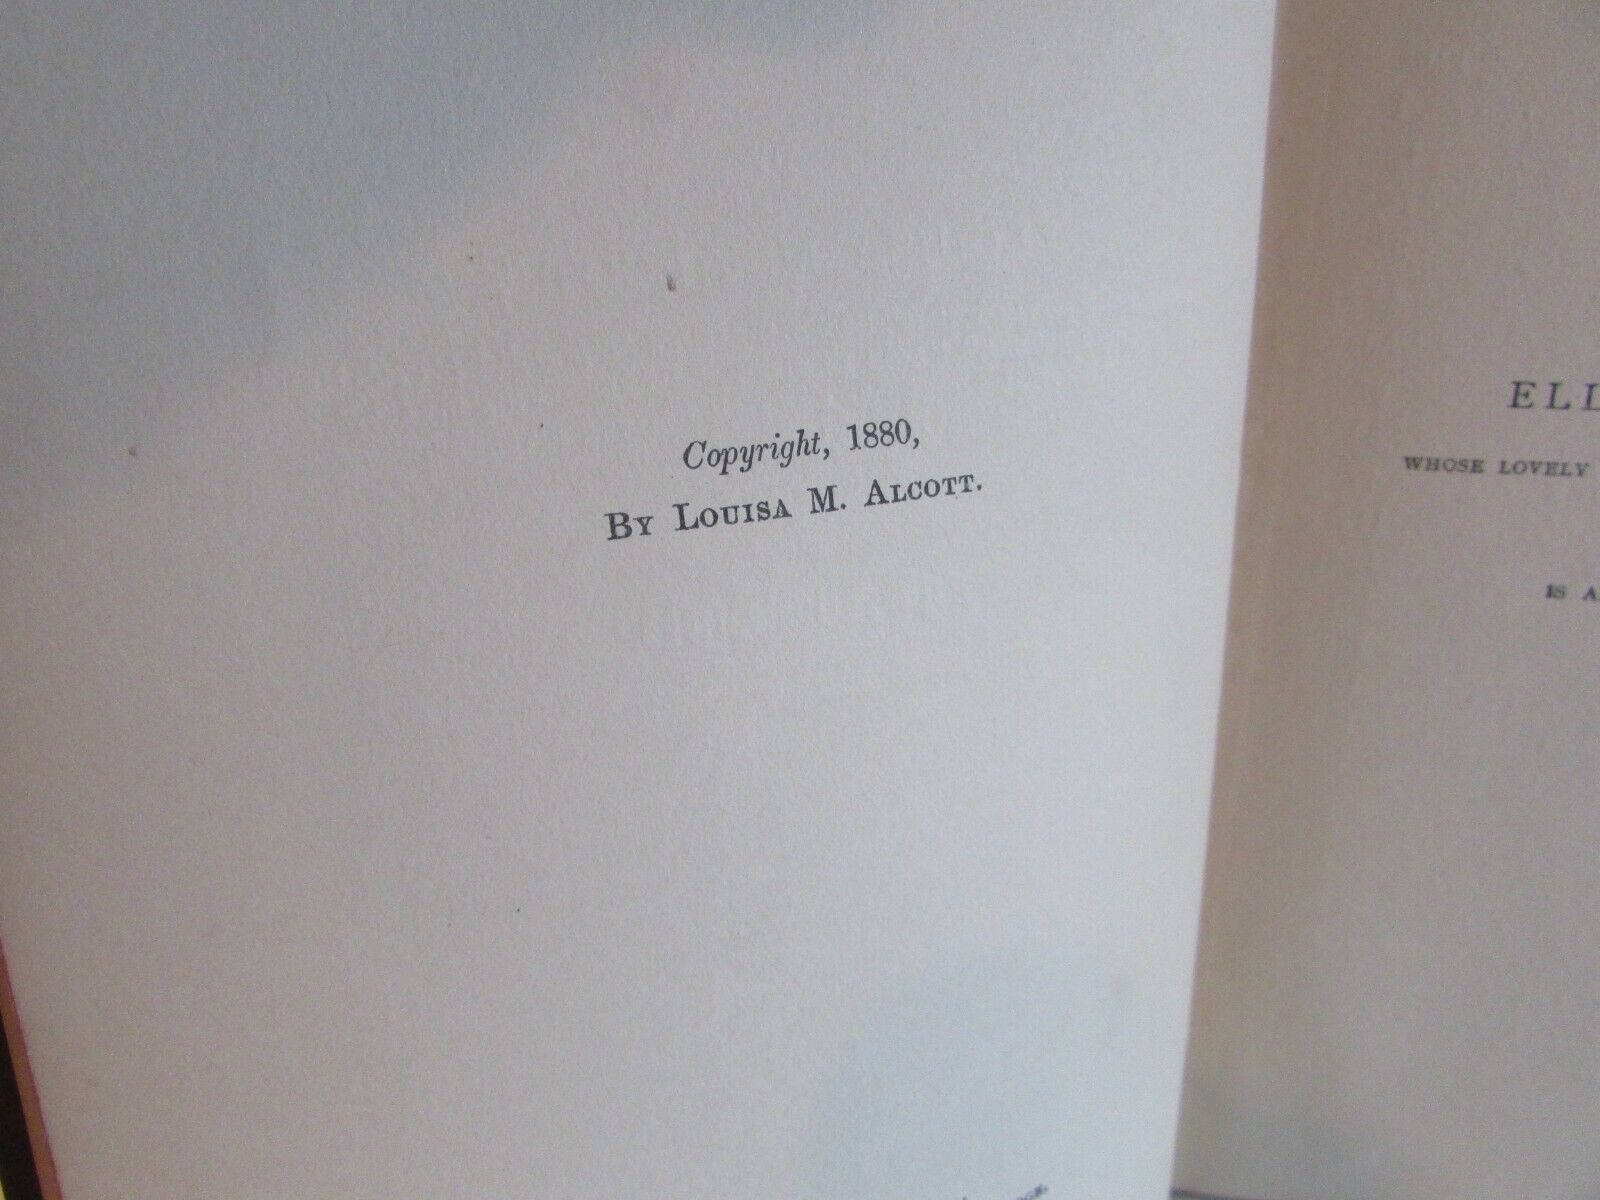 Copyright, 1880,
By Louisa M. Alcott.
ELL
WHOSE LOVELY
IS A